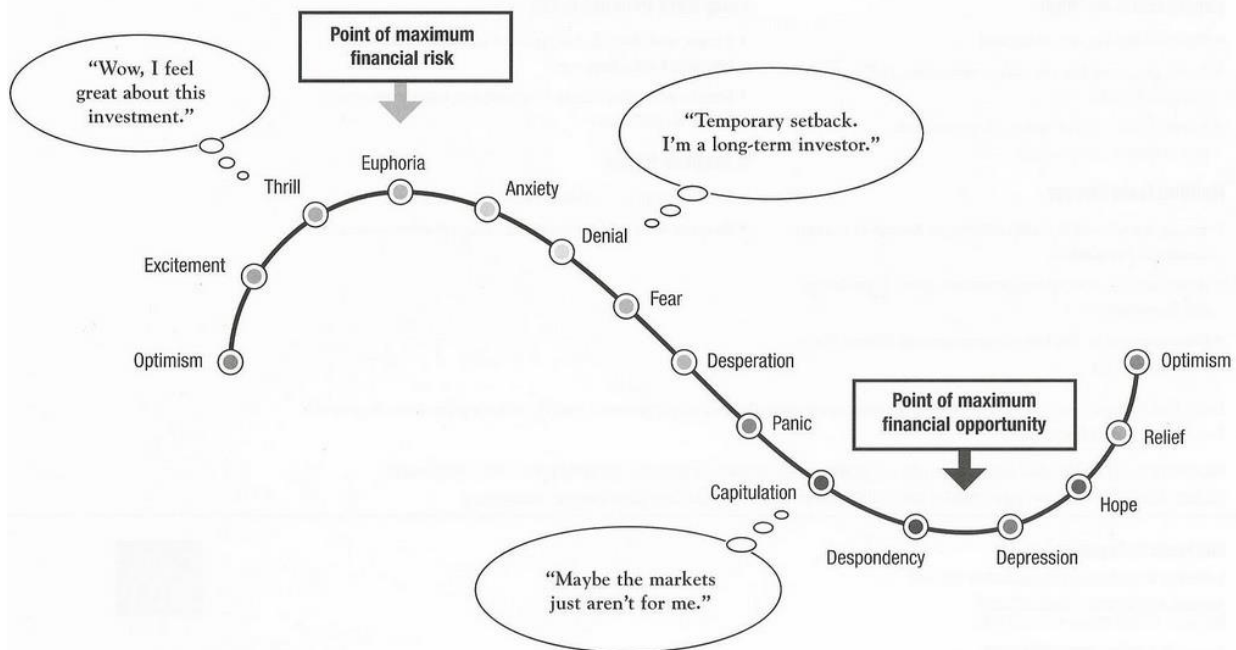 Point of maximum
financial risk
“Wow, I feel
great about this
investment.”
“Temporary setback.
I’m a long-term investor.”
Euphoria
Thrill
Anxiety
Denial
Excitement
Fear
Optimism
Desperation
Optimism
Point of maximum
financial opportunity
Panic
Relief
Capitulation
Hope
Despondency
Depression
“Maybe the markets
just aren’t for me.”